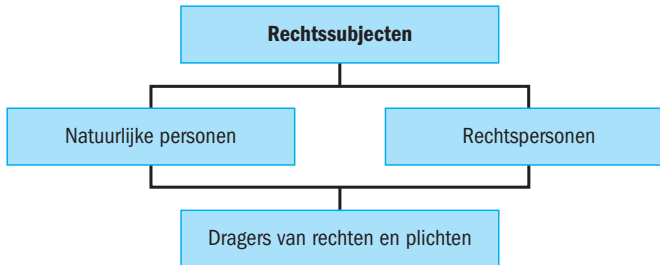 Rechtssubjecten
Natuurlijke personen
Rechtspersonen
Dragers van rechten en plichten